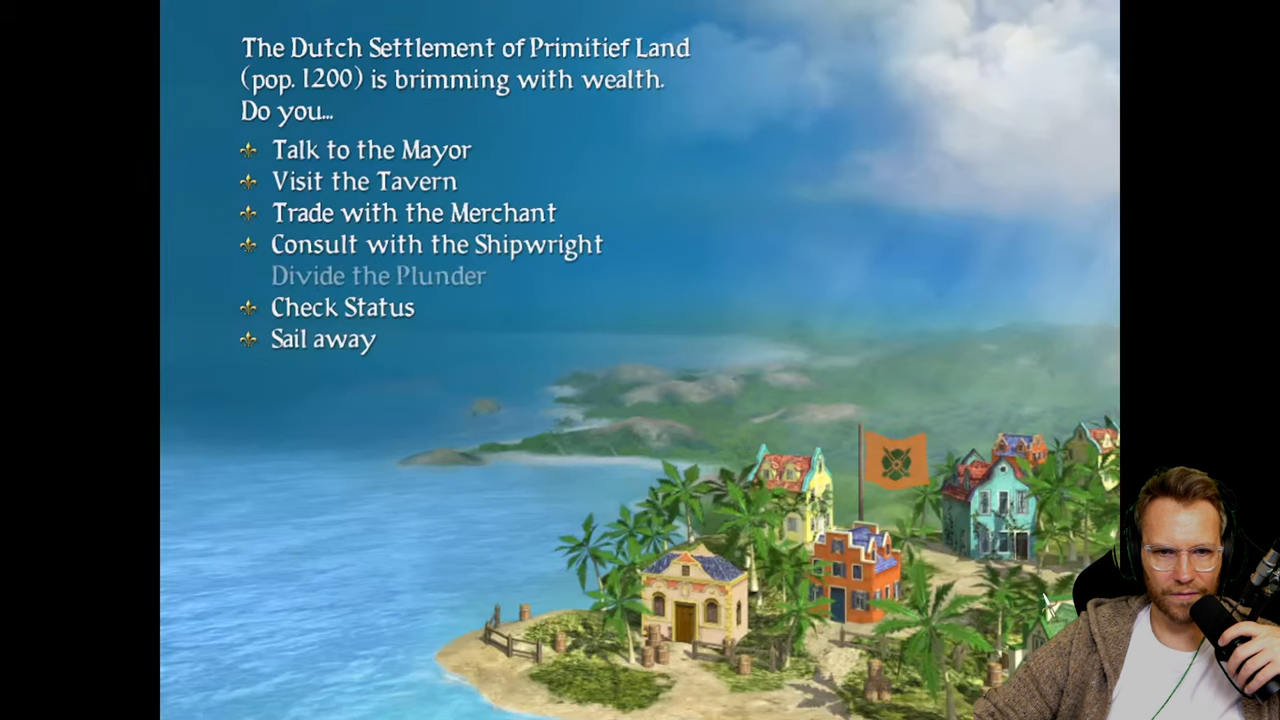 The Dutch Settlement of Primitief Land
(pop. 1200) is brimming with wealth.
Do you...
Talk to the Mayor
Visit the Tavern
Trade with the Merchant
Consult with the Shipwright
Divide the Plunder
Check Status
Sail away